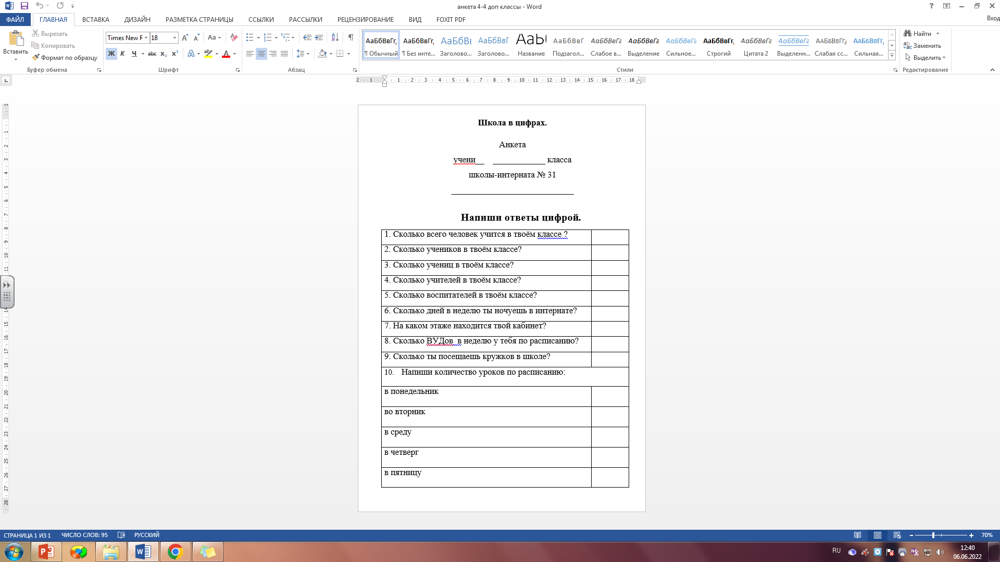 анкета 4-4 доп классы - Word
Вход
ФАЙЛ ГЛАВНАЯ ВСТАВКА ДИЗАЙН РАЗМЕТКА СТРАНИЦЫ ССЫЛКИ РАССЫЛКИ РЕЦЕНЗИРОВАНИЕ ВИД FOXIT PDF
Вставить
Вырезать
Копировать
Формат по образцу
Буфер обмена
Times New F 18
Ж К Ч abc x₂ x²
Шрифт
Абзац
АаБбВвГг, АаБбВвГг, АаБбВв АаБбВвГ АаБ АаБбВвГ АаБбВвГг АаБбВвГг АаБбВвГг АаБбВвГг, АаБбВвГг АаБбВвГг ААББВВГГ, ААББВВГГ,
¶ Обычный ¶ Без инте... Заголово... Заголово... Название Подзагол... Слабое в... Выделение Сильное... Строгий Цитата 2 Выделенн... Слабая сс... Сильная...
Стили
Найти
Заменить
Выделить
Редактирование
2 1 1 2 3 4 5 6 7 8 9 10 11 12 13 14 15 16 17 18
Школа в цифрах.
Анкета
учени__ ____________ класса
школы-интерната № 31
____________________________
Напиши ответы цифрой.
1. Сколько всего человек учится в твоём классе ?
2. Сколько учеников в твоём классе?
3. Сколько учениц в твоём классе?
4. Сколько учителей в твоём классе?
5. Сколько воспитателей в твоём классе?
6. Сколько дней в неделю ты ночуешь в интернате?
7. На каком этаже находится твой кабинет?
8. Сколько ВУДов в неделю у тебя по расписанию?
9. Сколько ты посещаешь кружков в школе?
10. Напиши количество уроков по расписанию:
в понедельник
во вторник
в среду
в четверг
в пятницу
СТРАНИЦА 1 ИЗ 1 ЧИСЛО СЛОВ: 95 РУССКИЙ 70%
RU
12:40
06.06.2022